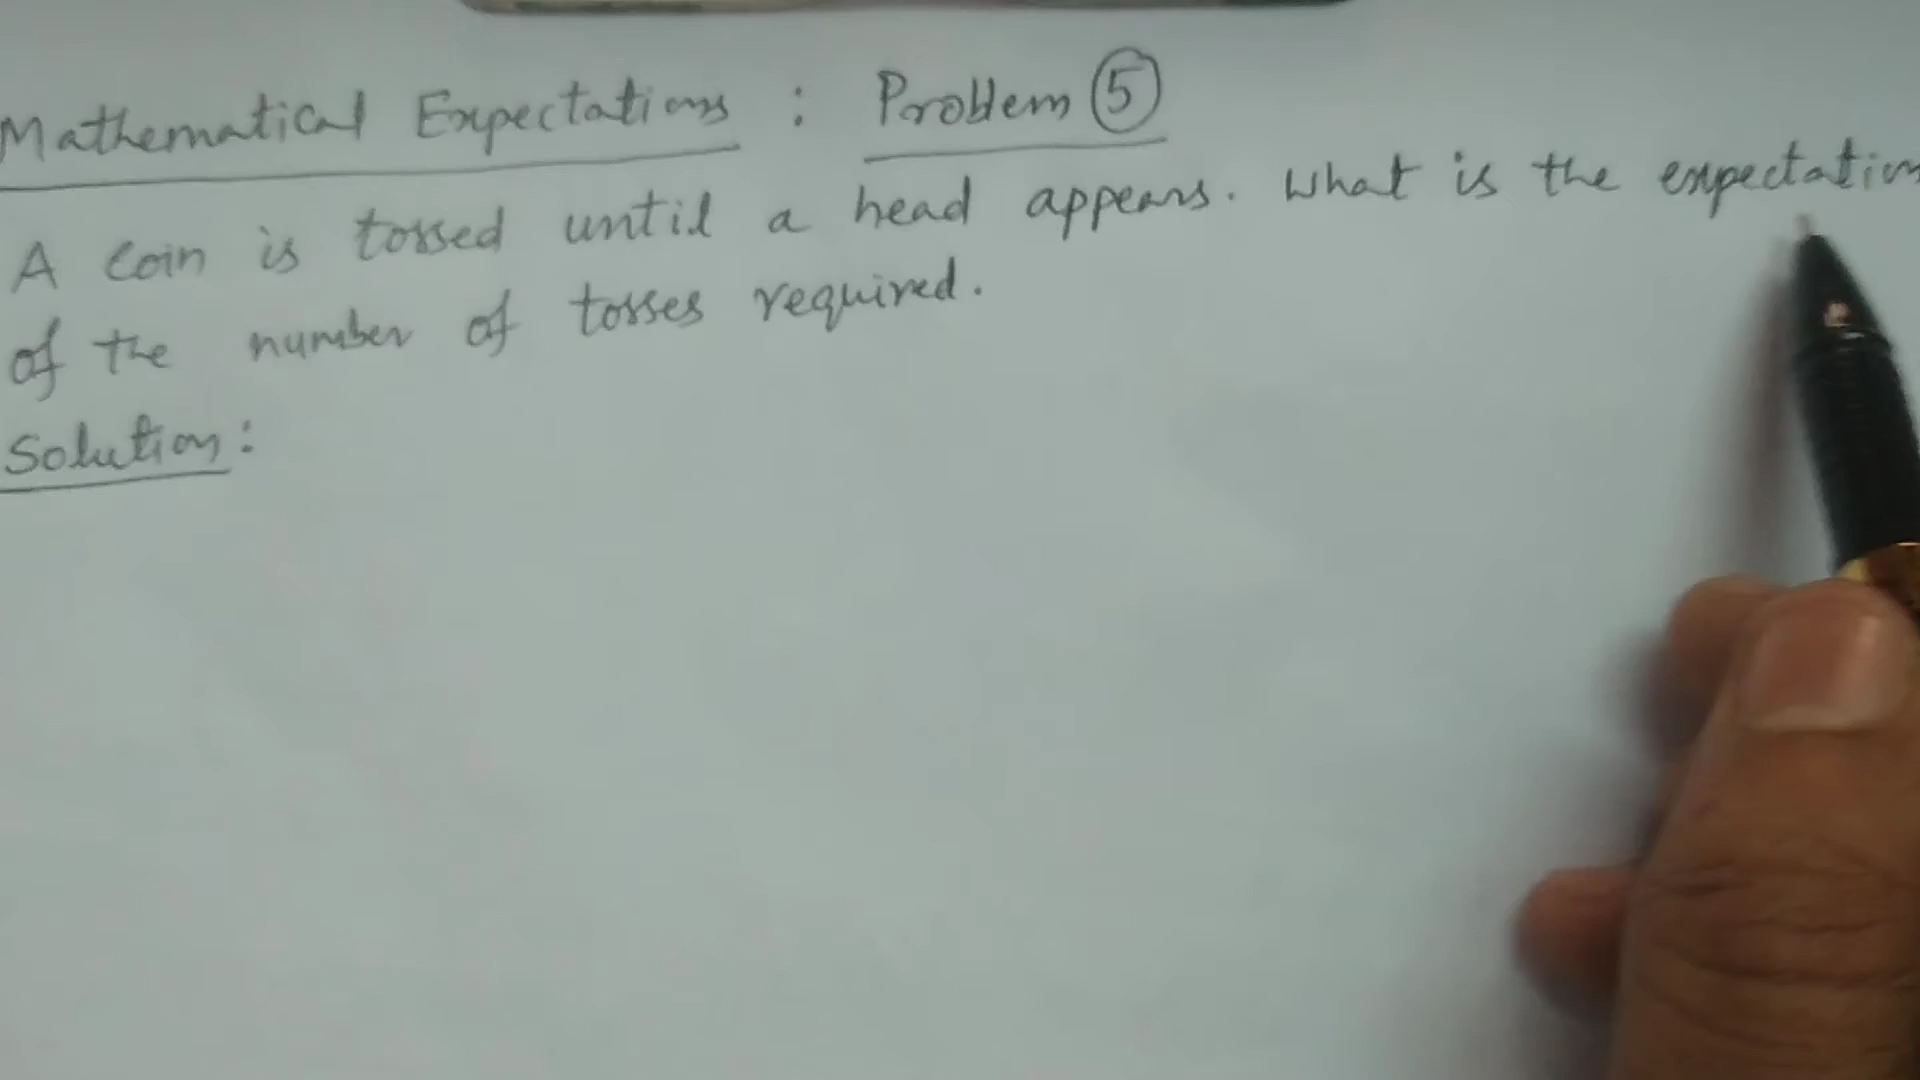 Mathematical Expectations : Problem 5
A coin is tossed until a head appears. What is the expectation
of the number of tosses required.
Solution: